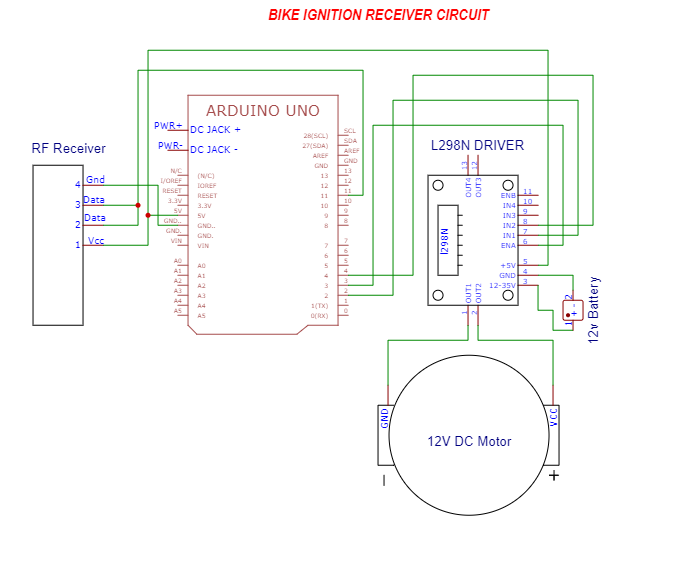 BIKE IGNITION RECEIVER CIRCUIT
RF Receiver
4 Gnd
3 Data
2 Data
1 Vcc
ARDUINO UNO
PWR+ DC JACK +
PWR- DC JACK -
N/C (N/C)
I/OREF IOREF
RESET RESET
3.3V 3.3V
5V 5V
GND.. GND..
GND. GND.
VIN VIN
A0 A0
A1 A1
A2 A2
A3 A3
A4 A4
A5 A5
28(SCL) SCL
27(SDA) SDA
AREF AREF
GND GND
13 13
12 12
11 11
10 10
9 9
8 8
7 7
6 6
5 5
4 4
3 3
2 2
1(TX) 1
0(RX) 0
L298N DRIVER
13 12
OUT4 OUT3
l298N
ENB 11
IN4 10
IN3 9
IN2 8
IN1 7
ENA 6
+5V 5
GND 4
12-35V 3
OUT1 OUT2
1 2
2 -
1 +
12v Battery
GND
VCC
12V DC Motor
-
+